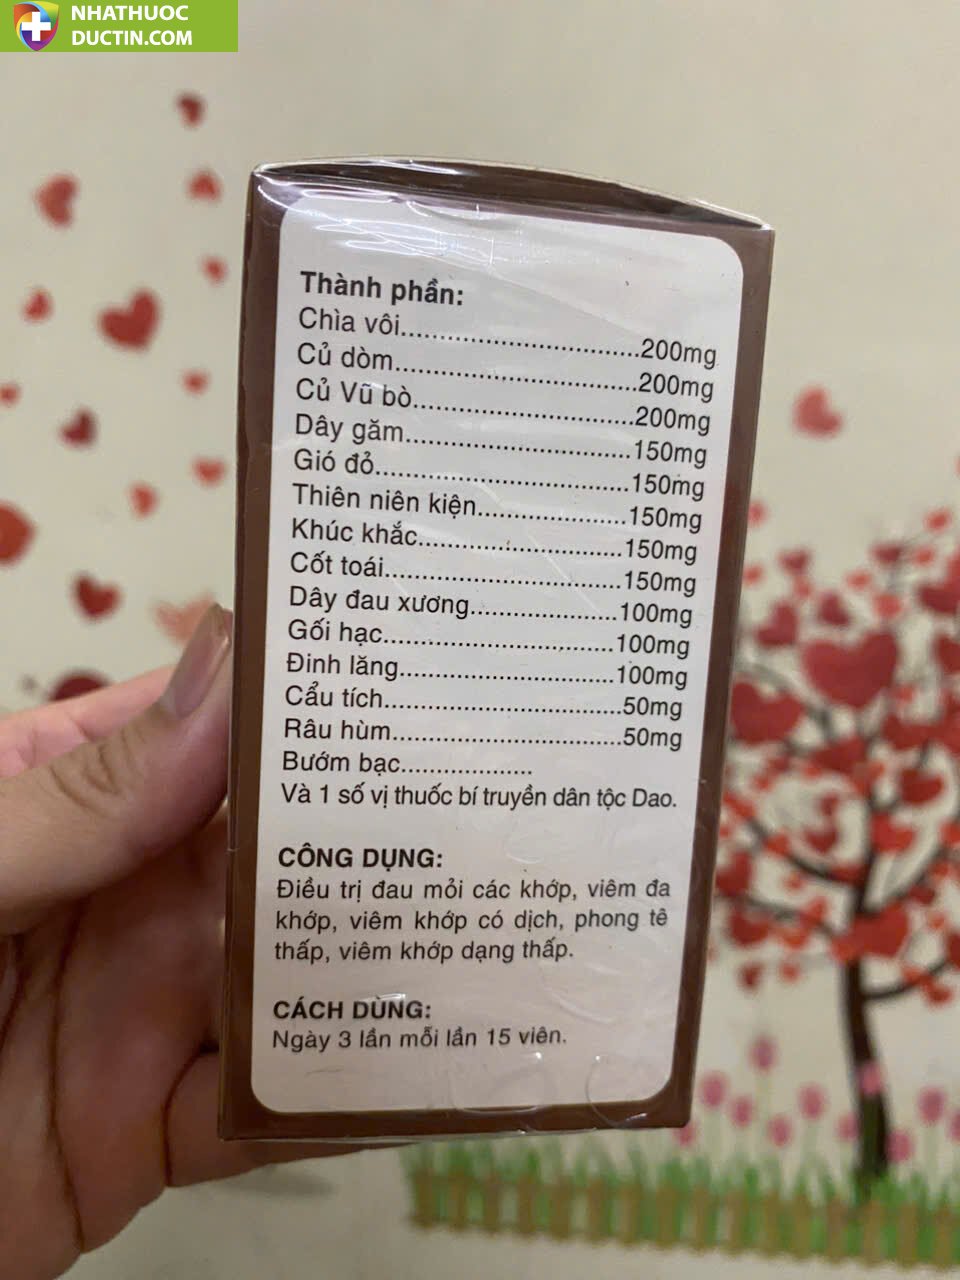 NHATHUOC
DUCTIN.COM
Thành phần:
Chìa vôi...............................200mg
Củ dòm................................200mg
Củ Vũ bò.............................200mg
Dây gắm.............................150mg
Gió đỏ.................................150mg
Thiên niên kiện...................150mg
Khúc khắc...........................150mg
Cốt toái...............................150mg
Dây đau xương...................100mg
Gối hạc..............................100mg
Đinh lăng............................100mg
Cẩu tích...............................50mg
Râu hùm..............................50mg
Bướm bạc.................
Và 1 số vị thuốc bí truyền dân tộc Dao.
CÔNG DỤNG:
Điều trị đau mỏi các khớp, viêm đa
khớp, viêm khớp có dịch, phong tê
thấp, viêm khớp dạng thấp.
CÁCH DÙNG:
Ngày 3 lần mỗi lần 15 viên.